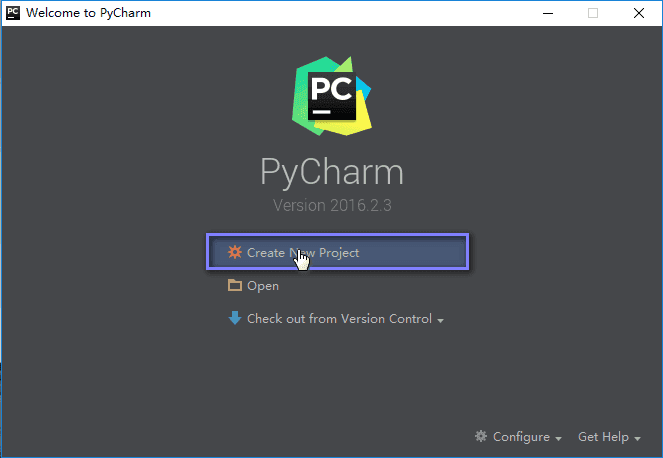 Welcome to PyCharm
PC
PyCharm
Version 2016.2.3
Create New Project
Open
Check out from Version Control
Configure Get Help